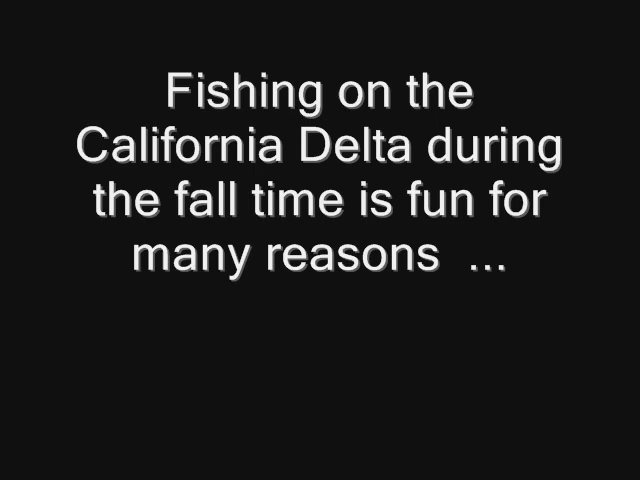 Fishing on the
California Delta during
the fall time is fun for
many reasons  ...